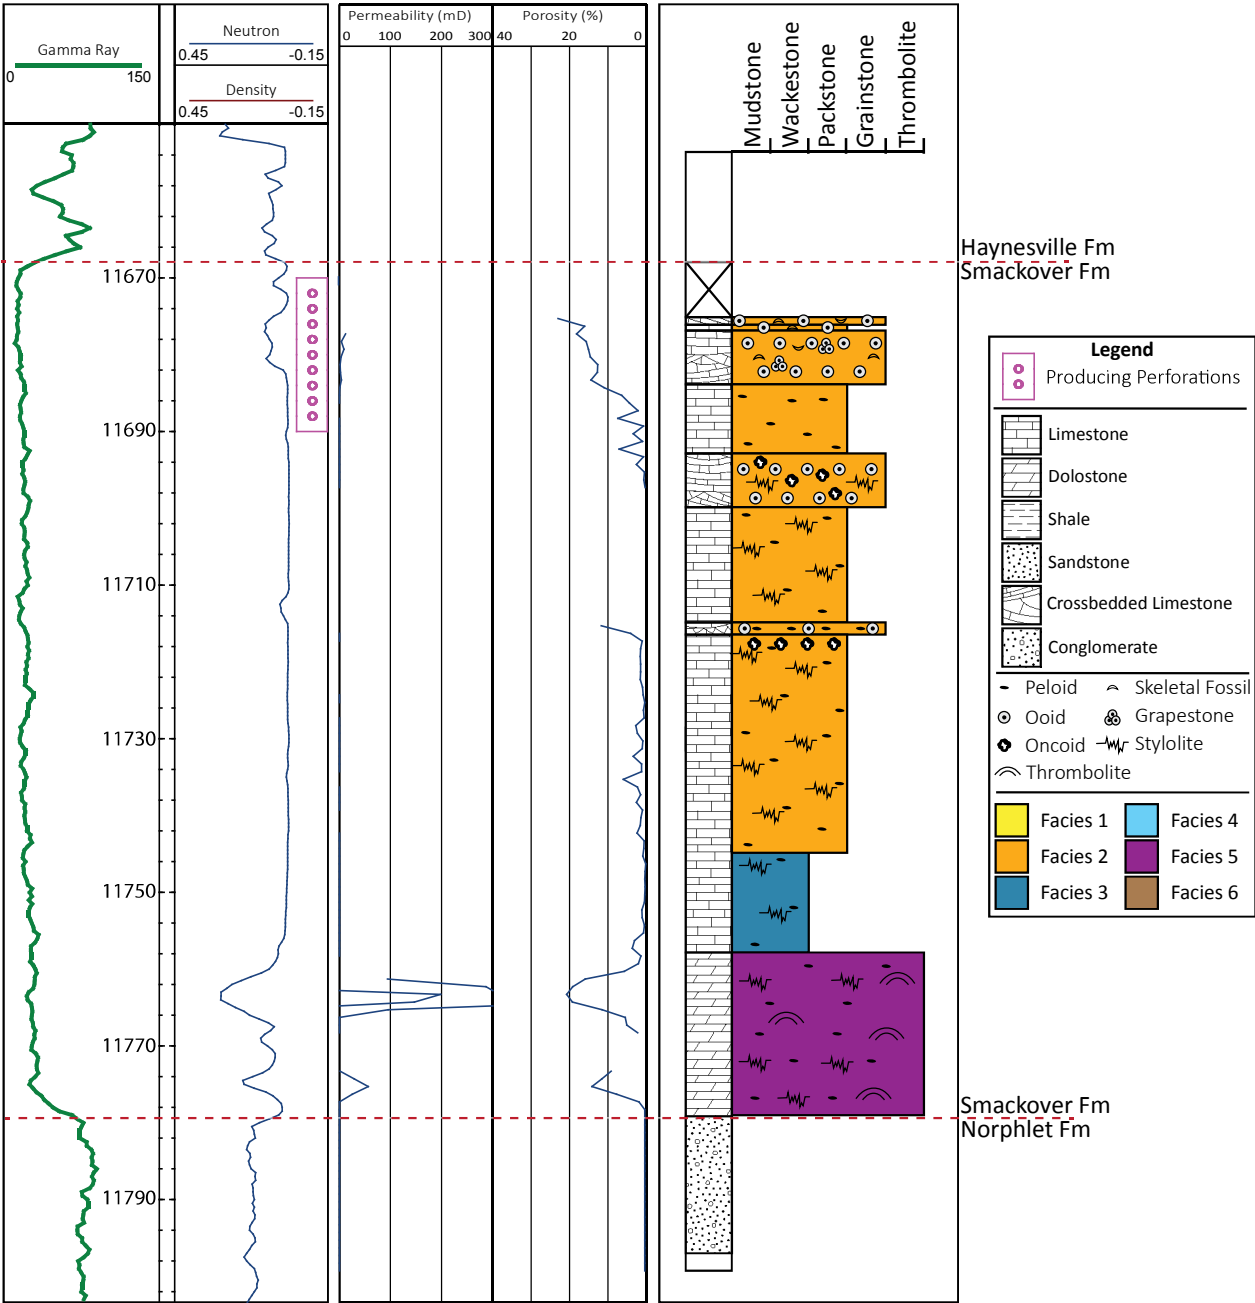 Gamma Ray
0 150
Neutron
0.45 -0.15
Density
0.45 -0.15
Permeability (mD)
0 100 200 300
Porosity (%)
40 20 0
Mudstone
Wackestone
Packstone
Grainstone
Thrombolite
Haynesville Fm
Smackover Fm
11670
11690
11710
11730
11750
11770
11790
Smackover Fm
Norphlet Fm
Legend
Producing Perforations
Limestone
Dolostone
Shale
Sandstone
Crossbedded Limestone
Conglomerate
Peloid Skeletal Fossil
Ooid Grapestone
Oncoid Stylolite
Thrombolite
Facies 1 Facies 4
Facies 2 Facies 5
Facies 3 Facies 6